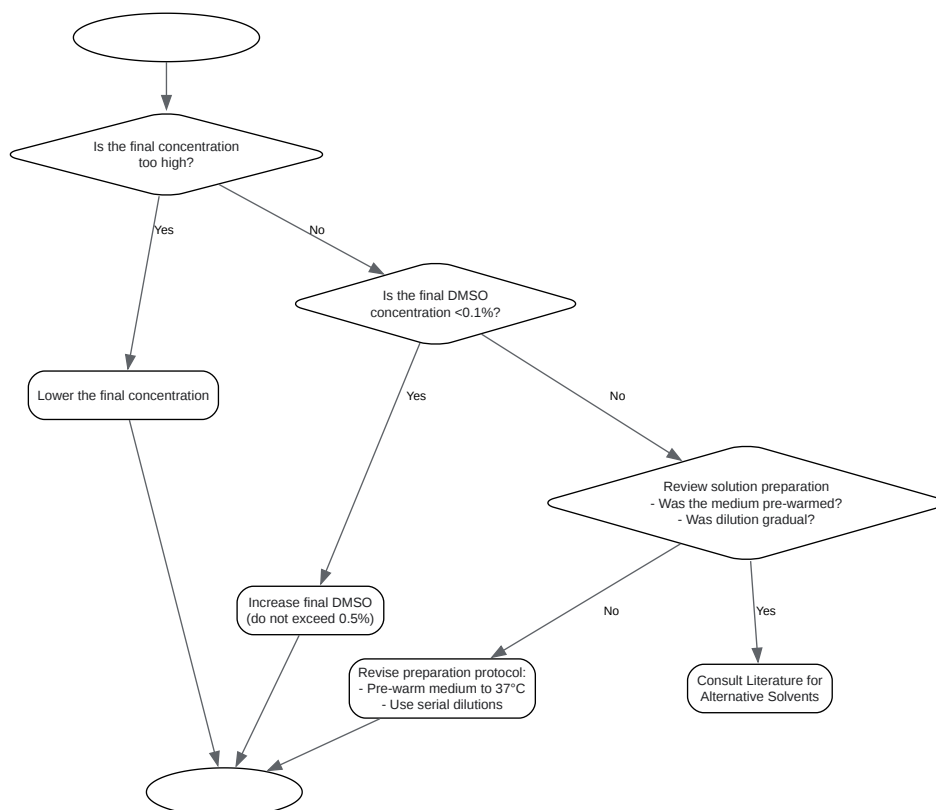 Is the final concentration
too high?
Yes
No
Is the final DMSO
concentration <0.1%?
Lower the final concentration
Yes
No
Review solution preparation
- Was the medium pre-warmed?
- Was dilution gradual?
Increase final DMSO
(do not exceed 0.5%)
No
Yes
Revise preparation protocol:
- Pre-warm medium to 37°C
- Use serial dilutions
Consult Literature for
Alternative Solvents